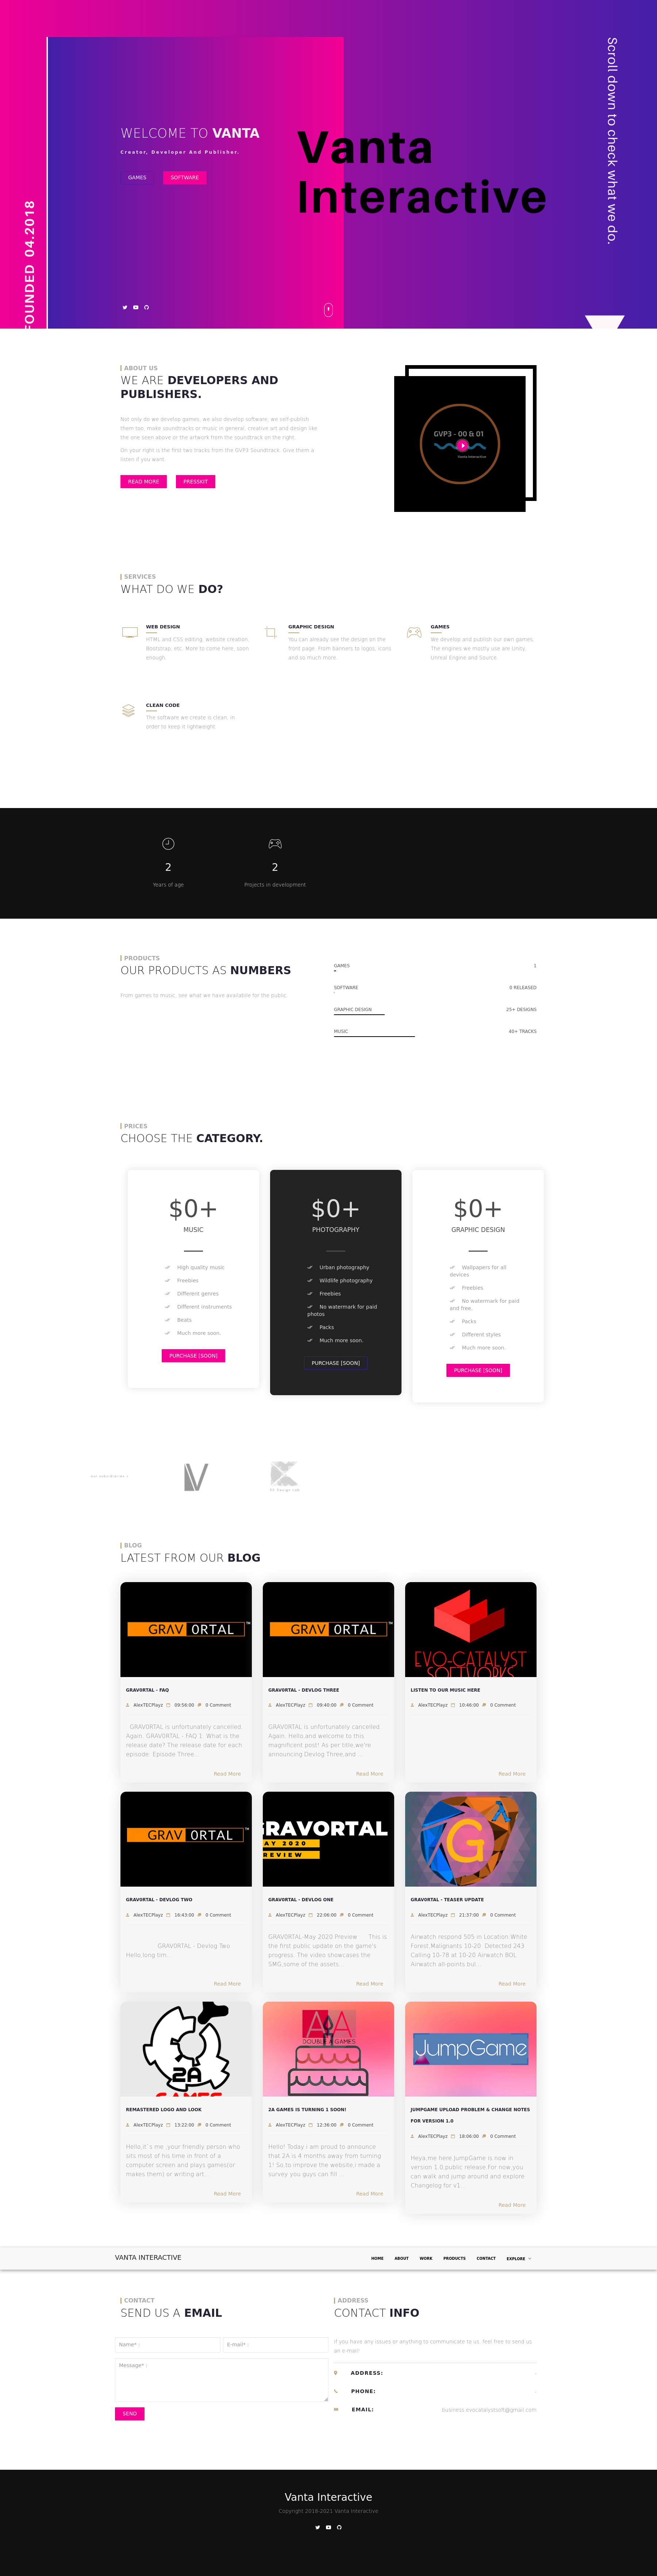 Scroll down to check what we do.
FOUNDED 04.2018
WELCOME TO VANTA
Creator, Developer And Publisher.
GAMES
SOFTWARE
Vanta
Interactive
ABOUT US
WE ARE DEVELOPERS AND
PUBLISHERS.
Not only do we develop games, we also develop software, we self-publish
them too, make soundtracks or music in general, creative art and design like
the one seen above or the artwork from the soundtrack on the right.
On your right is the first two tracks from the GVP3 Soundtrack. Give them a
listen if you want.
READ MORE
PRESSKIT
GVP3 - 00 & 01
Vanta Interactive
SERVICES
WHAT DO WE DO?
WEB DESIGN
HTML and CSS editing, website creation,
Bootstrap, etc. More to come here, soon
enough.
GRAPHIC DESIGN
You can already see the design on the
front page. From banners to logos, icons
and so much more.
GAMES
We develop and publish our own games.
The engines we mostly use are Unity,
Unreal Engine and Source.
CLEAN CODE
The software we create is clean, in
order to keep it lightweight
2
Years of age
2
Projects in development
PRODUCTS
OUR PRODUCTS AS NUMBERS
From games to music, see what we have available for the public
GAMES
1
SOFTWARE
0 RELEASED
GRAPHIC DESIGN
25+ DESIGNS
MUSIC
40+ TRACKS
PRICES
CHOOSE THE CATEGORY.
$0+
MUSIC
High quality music
Freebies
Different genres
Different instruments
Beats
Much more soon.
PURCHASE [SOON]
$0+
PHOTOGRAPHY
Urban photography
Wildlife photography
Freebies
No watermark for paid
photos
Packs
Much more soon.
PURCHASE [SOON]
$0+
GRAPHIC DESIGN
Wallpapers for all
devices
Freebies
No watermark for paid
and free.
Packs
Different styles
Much more soon.
PURCHASE [SOON]
BLOG
LATEST FROM OUR BLOG
GRAV0RTAL™
GRAV0RTAL - FAQ
AlexTECPlayz 09:56:00 0 Comment
GRAV0RTAL is unfortunately cancelled.
Again. GRAV0RTAL - FAQ 1. What is the
release date? The release date for each
episode: Episode Three...
Read More
GRAV0RTAL™
GRAV0RTAL - DEVLOG THREE
AlexTECPlayz 09:40:00 0 Comment
GRAV0RTAL is unfortunately cancelled.
Again. Hello,and welcome to this
magnificent post! As per title,we're
announcing Devlog Three,and ...
Read More
EVO-CATALYST
SOFTWORKS
LISTEN TO OUR MUSIC HERE
AlexTECPlayz 10:46:00 0 Comment
Read More
GRAV0RTAL™
GRAV0RTAL - DEVLOG TWO
AlexTECPlayz 16:43:00 0 Comment
GRAV0RTAL - Devlog Two
Hello,long tim...
Read More
GRAVORTAL
MAY 2020
PREVIEW
GRAV0RTAL - DEVLOG ONE
AlexTECPlayz 22:06:00 0 Comment
GRAV0RTAL-May 2020 Preview This is
the first public update on the game's
progress. The video showcases the
SMG,some of the assets...
Read More
G
λ
GRAV0RTAL - TEASER UPDATE
AlexTECPlayz 21:37:00 0 Comment
Airwatch respond 505 in Location White
Forest.Malignants 10-20. Detected 243.
Calling 10-78 at 10-20 Airwatch BOL.
Airwatch all-points bul...
Read More
2A
GAMES
REMASTERED LOGO AND LOOK
AlexTECPlayz 13:22:00 0 Comment
Hello,it`s me ,your friendly person who
sits most of his time in front of a
computer screen and plays games(or
makes them) or writing art...
Read More
AA
DOUBLE A GAMES
2A GAMES IS TURNING 1 SOON!
AlexTECPlayz 12:36:00 0 Comment
Hello! Today i am proud to announce
that 2A is 4 months away from turning
1! So,to improve the website,i made a
survey you guys can fill ...
Read More
JumpGame
JUMPGAME UPLOAD PROBLEM & CHANGE NOTES
FOR VERSION 1.0
AlexTECPlayz 18:06:00 0 Comment
Heya,me here.JumpGame is now in
version 1.0,public release.For now,you
can walk and jump around and explore.
Changelog for v1...
Read More
VANTA INTERACTIVE
HOME
ABOUT
WORK
PRODUCTS
CONTACT
EXPLORE
CONTACT
SEND US A EMAIL
Name* :
E-mail* :
Message* :
SEND
ADDRESS
CONTACT INFO
If you have any issues or anything to communicate to us, feel free to send us
an e-mail!
ADDRESS:
PHONE:
EMAIL:
business.evocatalystsoft@gmail.com
Vanta Interactive
Copyright 2018-2021 Vanta Interactive